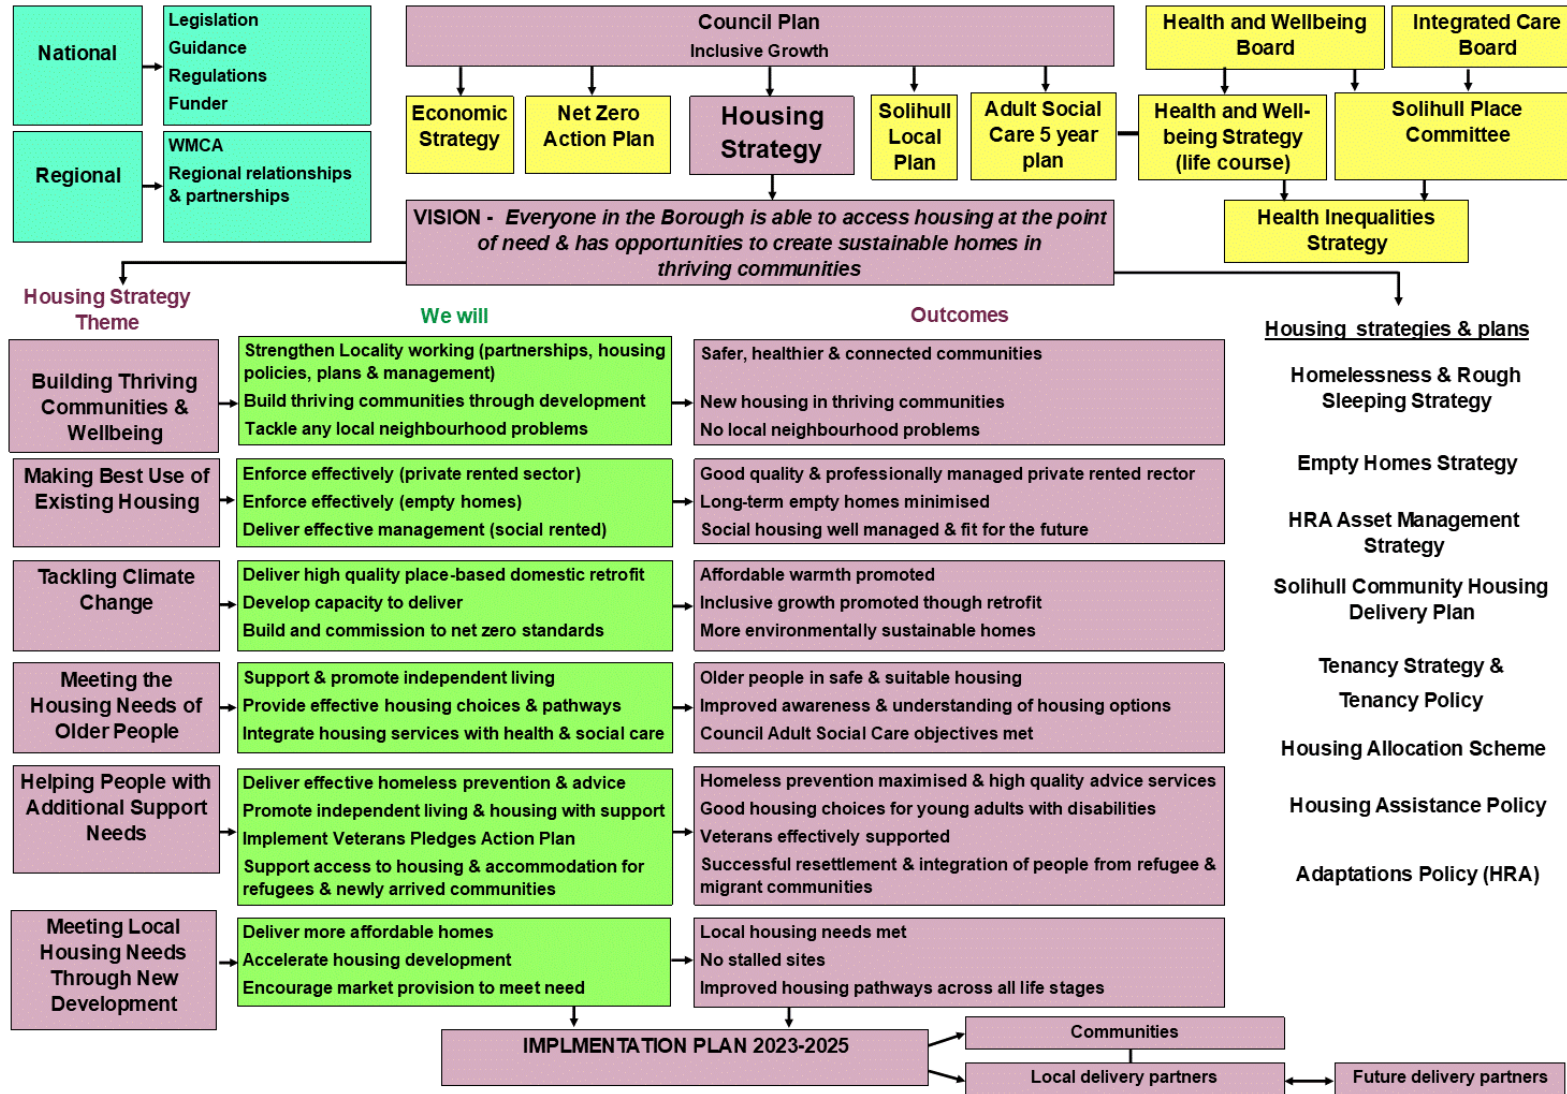 National
Legislation
Guidance
Regulations
Funder
Regional
WMCA
Regional relationships
& partnerships
Council Plan
Inclusive Growth
Health and Wellbeing
Board
Integrated Care
Board
Economic
Strategy
Net Zero
Action Plan
Housing
Strategy
Solihull
Local
Plan
Adult Social
Care 5 year
plan
Health and Well-
being Strategy
(life course)
Solihull Place
Committee
Health Inequalities
Strategy
VISION - Everyone in the Borough is able to access housing at the point
of need & has opportunities to create sustainable homes in
thriving communities
Housing Strategy
Theme
We will
Outcomes
Housing strategies & plans
Building Thriving
Communities &
Wellbeing
Strengthen Locality working (partnerships, housing
policies, plans & management)
Build thriving communities through development
Tackle any local neighbourhood problems
Safer, healthier & connected communities
New housing in thriving communities
No local neighbourhood problems
Making Best Use of
Existing Housing
Enforce effectively (private rented sector)
Enforce effectively (empty homes)
Deliver effective management (social rented)
Good quality & professionally managed private rented rector
Long-term empty homes minimised
Social housing well managed & fit for the future
Tackling Climate
Change
Deliver high quality place-based domestic retrofit
Develop capacity to deliver
Build and commission to net zero standards
Affordable warmth promoted
Inclusive growth promoted though retrofit
More environmentally sustainable homes
Meeting the
Housing Needs of
Older People
Support & promote independent living
Provide effective housing choices & pathways
Integrate housing services with health & social care
Older people in safe & suitable housing
Improved awareness & understanding of housing options
Council Adult Social Care objectives met
Helping People with
Additional Support
Needs
Deliver effective homeless prevention & advice
Promote independent living & housing with support
Implement Veterans Pledges Action Plan
Support access to housing & accommodation for
refugees & newly arrived communities
Homeless prevention maximised & high quality advice services
Good housing choices for young adults with disabilities
Veterans effectively supported
Successful resettlement & integration of people from refugee &
migrant communities
Meeting Local
Housing Needs
Through New
Development
Deliver more affordable homes
Accelerate housing development
Encourage market provision to meet need
Local housing needs met
No stalled sites
Improved housing pathways across all life stages
Homelessness & Rough
Sleeping Strategy
Empty Homes Strategy
HRA Asset Management
Strategy
Solihull Community Housing
Delivery Plan
Tenancy Strategy &
Tenancy Policy
Housing Allocation Scheme
Housing Assistance Policy
Adaptations Policy (HRA)
IMPLMENTATION PLAN 2023-2025
Communities
Local delivery partners
Future delivery partners